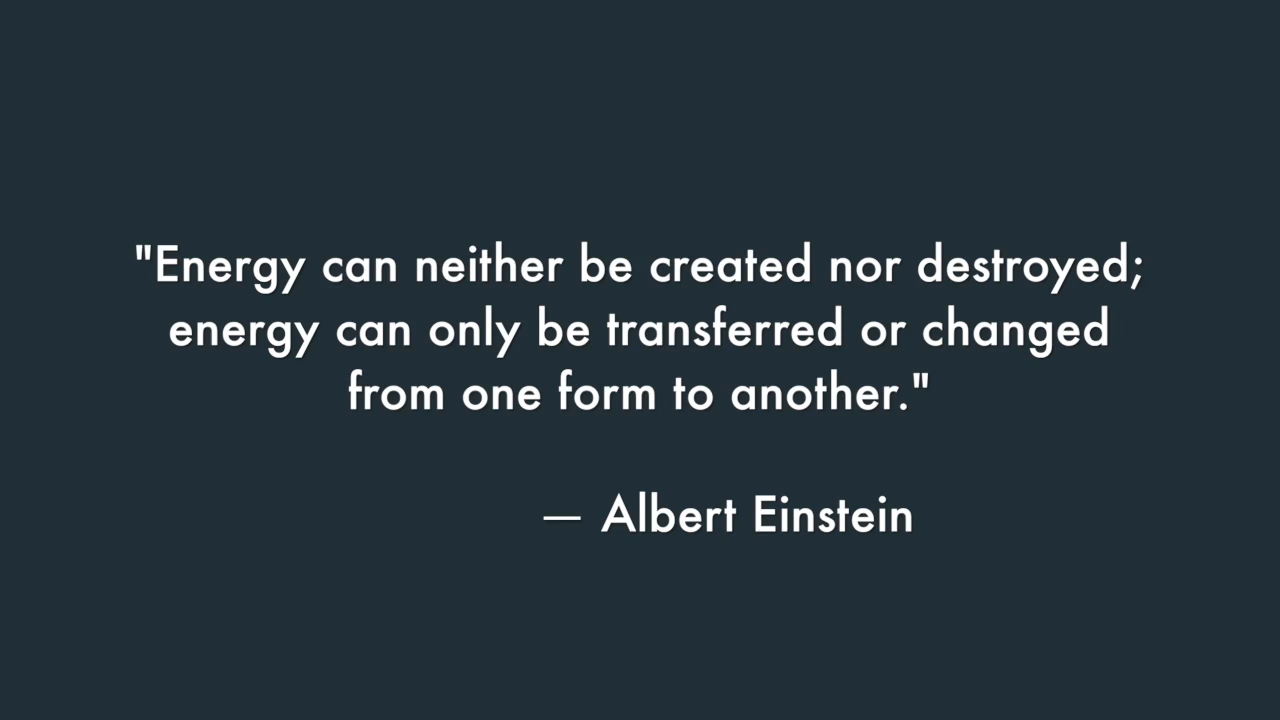 "Energy can neither be created nor destroyed;
energy can only be transferred or changed
from one form to another."
— Albert Einstein